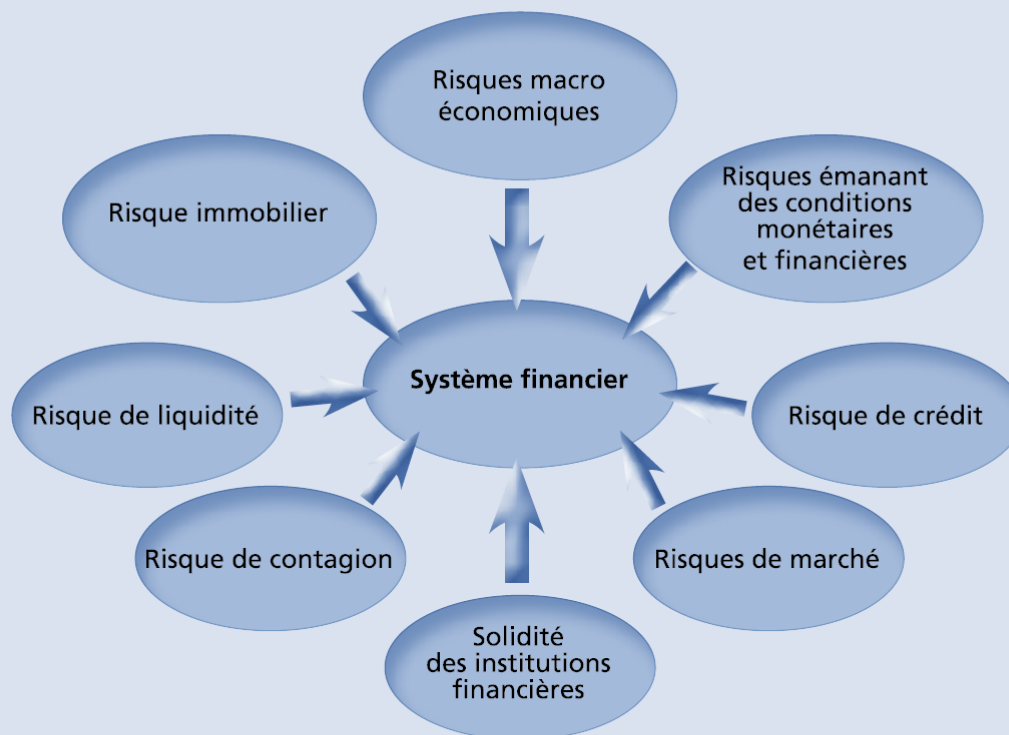 Risques macro
économiques
Risque immobilier
Risques émanant
des conditions
monétaires
et financières
Système financier
Risque de liquidité
Risque de crédit
Risque de contagion
Risques de marché
Solidité
des institutions
financières